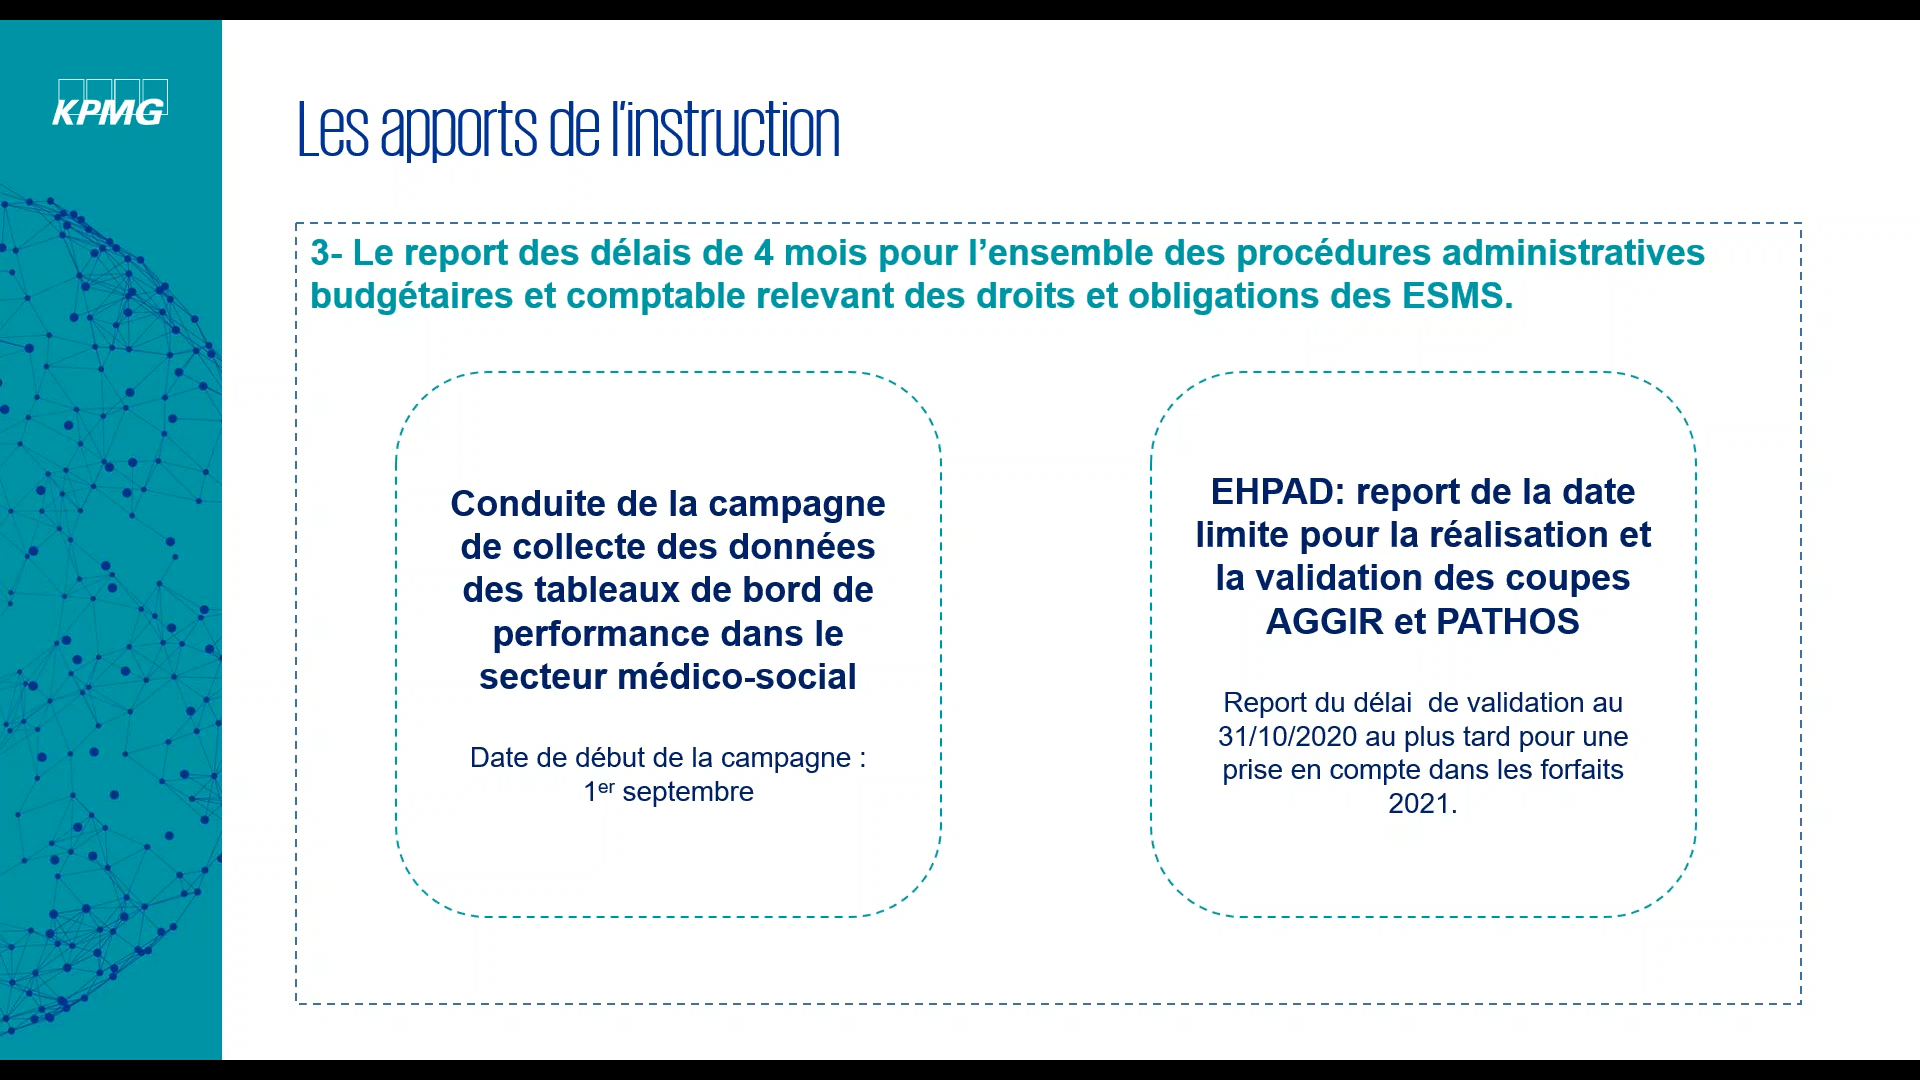 KPMG
Les apports de l’instruction
3- Le report des délais de 4 mois pour l’ensemble des procédures administratives
budgétaires et comptable relevant des droits et obligations des ESMS.
Conduite de la campagne
de collecte des données
des tableaux de bord de
performance dans le
secteur médico-social
Date de début de la campagne :
1er septembre
EHPAD: report de la date
limite pour la réalisation et
la validation des coupes
AGGIR et PATHOS
Report du délai  de validation au
31/10/2020 au plus tard pour une
prise en compte dans les forfaits
2021.